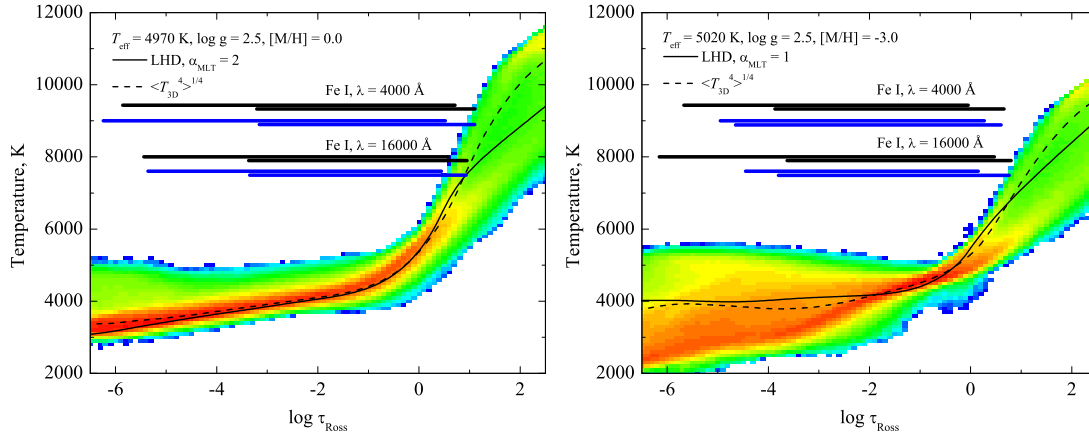 12000
10000
8000
6000
4000
2000
Temperature, K
T_eff = 4970 K, log g = 2.5, [M/H] = 0.0
LHD, α_MLT = 2
<T_3D^4>^1/4
Fe I, λ = 4000 Å
Fe I, λ = 16000 Å
-6 -4 -2 0 2
log τ_Ross
12000
10000
8000
6000
4000
2000
Temperature, K
T_eff = 5020 K, log g = 2.5, [M/H] = -3.0
LHD, α_MLT = 1
<T_3D^4>^1/4
Fe I, λ = 4000 Å
Fe I, λ = 16000 Å
-6 -4 -2 0 2
log τ_Ross